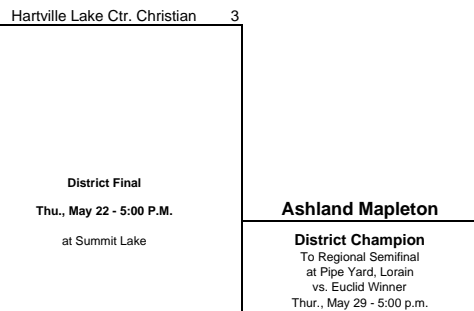 Hartville Lake Ctr. Christian 3
District Final
Thu., May 22 - 5:00 P.M.
at Summit Lake
Ashland Mapleton
District Champion
To Regional Semifinal
at Pipe Yard, Lorain
vs. Euclid Winner
Thur., May 29 - 5:00 p.m.